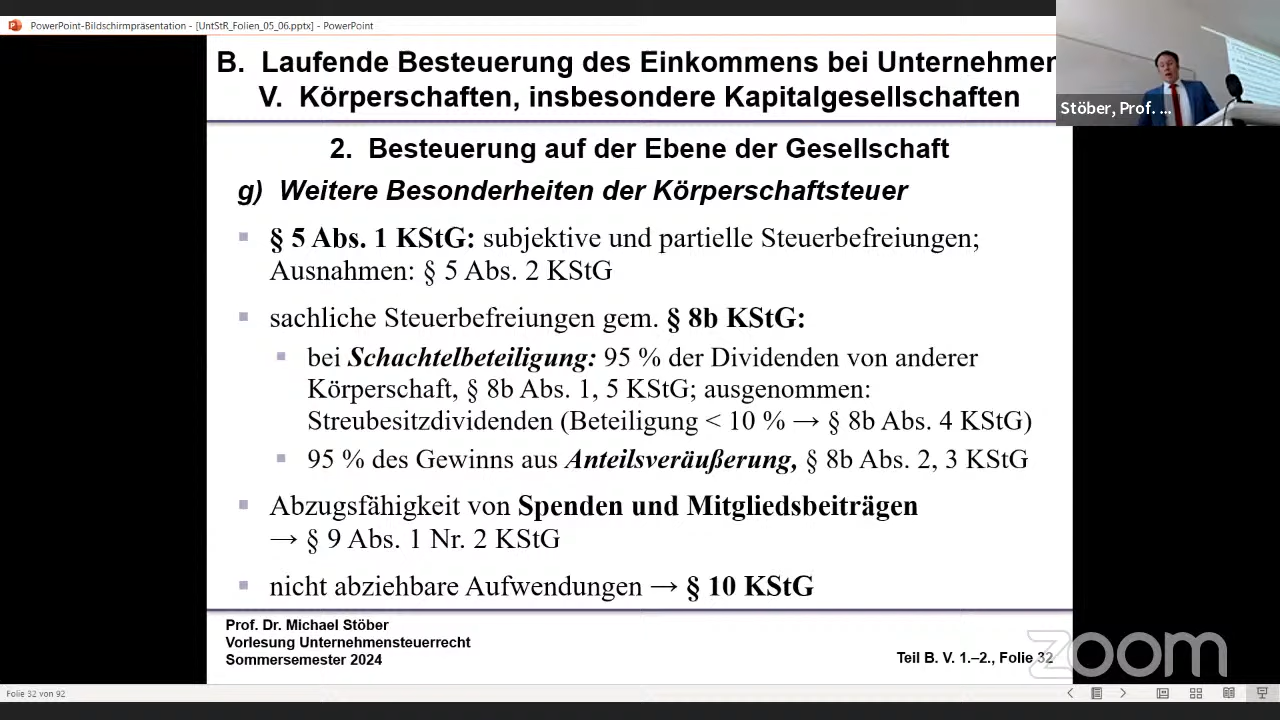 PowerPoint-Bildschirmpräsentation - [UntStR_Folien_05_06.pptx] - PowerPoint
B. Laufende Besteuerung des Einkommens bei Unternehmen
V. Körperschaften, insbesondere Kapitalgesellschaften
Stöber, Prof. ...
2. Besteuerung auf der Ebene der Gesellschaft
g) Weitere Besonderheiten der Körperschaftsteuer
§ 5 Abs. 1 KStG: subjektive und partielle Steuerbefreiungen;
Ausnahmen: § 5 Abs. 2 KStG
sachliche Steuerbefreiungen gem. § 8b KStG:
bei Schachtelbeteiligung: 95 % der Dividenden von anderer
Körperschaft, § 8b Abs. 1, 5 KStG; ausgenommen:
Streubesitzdividenden (Beteiligung < 10 % → § 8b Abs. 4 KStG)
95 % des Gewinns aus Anteilsveräußerung, § 8b Abs. 2, 3 KStG
Abzugsfähigkeit von Spenden und Mitgliedsbeiträgen
→ § 9 Abs. 1 Nr. 2 KStG
nicht abziehbare Aufwendungen → § 10 KStG
Prof. Dr. Michael Stöber
Vorlesung Unternehmensteuerrecht
Sommersemester 2024
Teil B. V. 1.–2., Folie 32
zoom
Folie 32 von 92